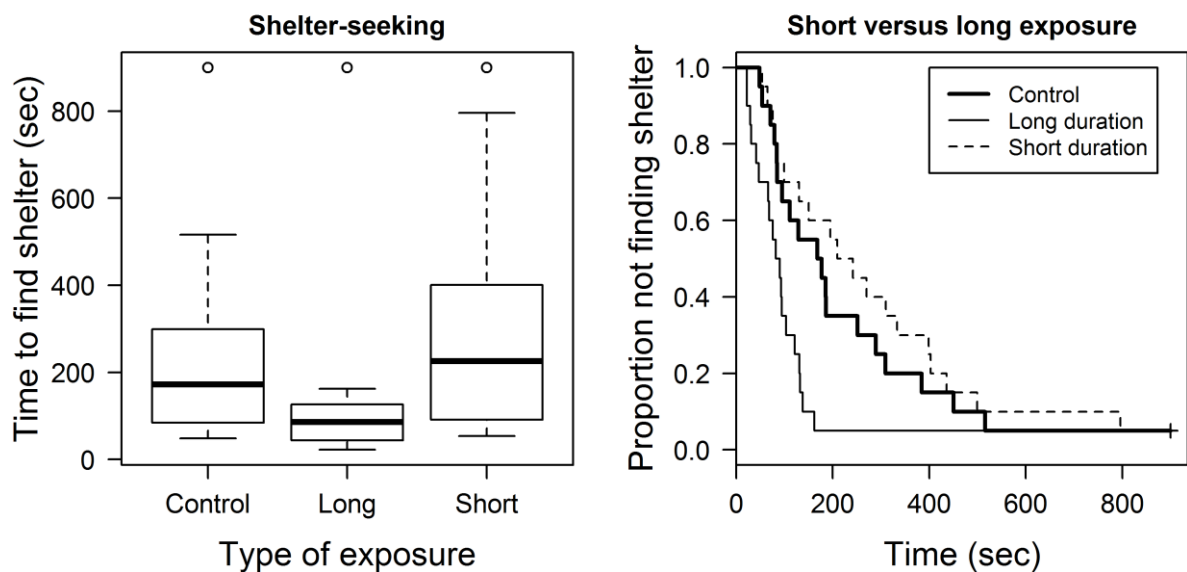 Shelter-seeking
Time to find shelter (sec)
800
600
400
200
0
Control
Long
Short
Type of exposure
Short versus long exposure
Proportion not finding shelter
1.0
0.8
0.6
0.4
0.2
0.0
Control
Long duration
Short duration
0
200
400
600
800
Time (sec)